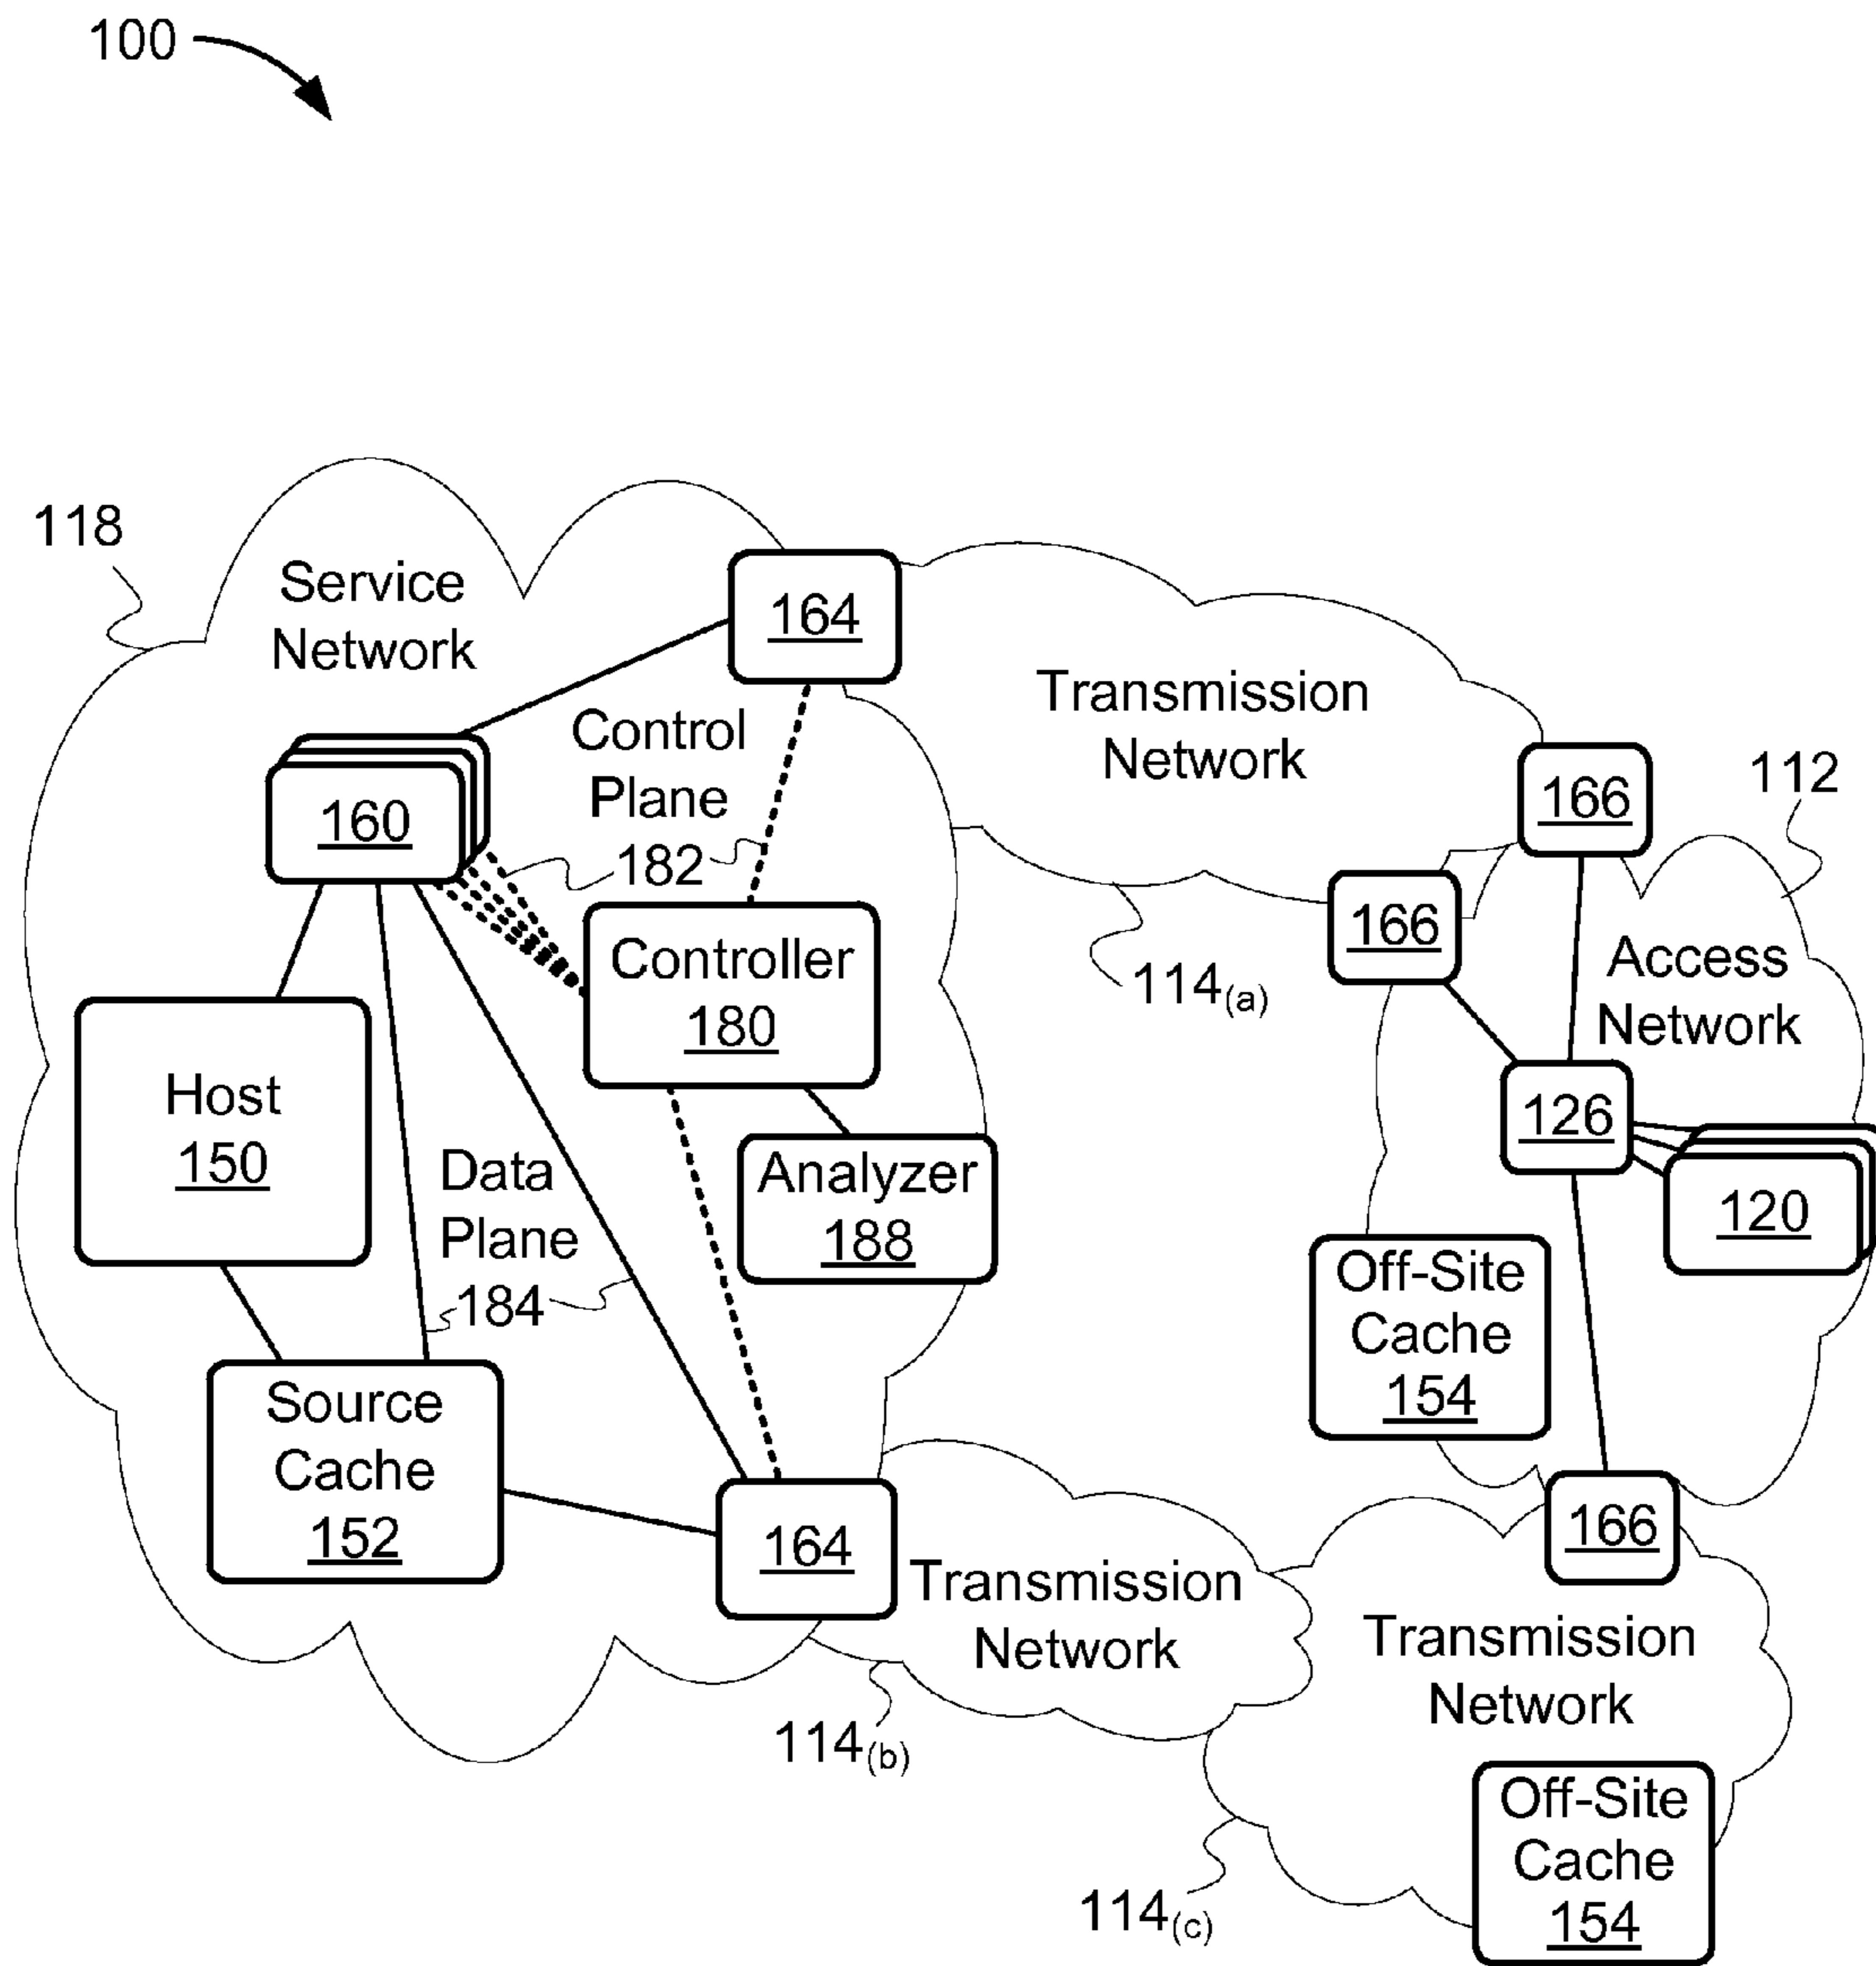 100
118
Service
Network
164
Transmission
Network
Control
Plane
182
160
166
112
166
114(a)
Access
Network
Controller
180
Host
150
126
Analyzer
188
120
Data
Plane
184
Off-Site
Cache
154
Source
Cache
152
164
166
Transmission
Network
114(b)
Transmission
Network
114(c)
Off-Site
Cache
154